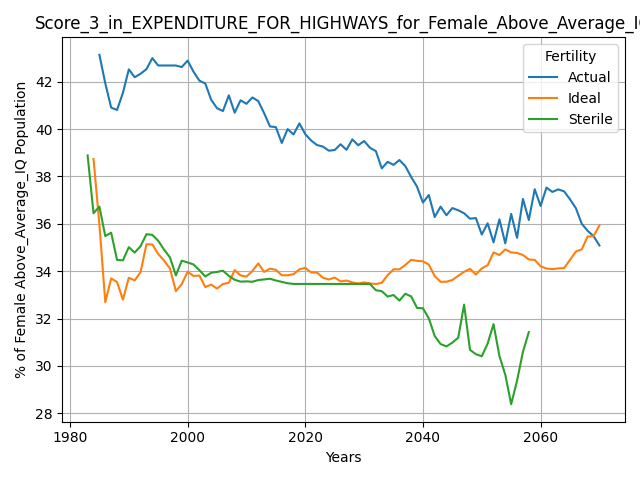 Score_3_in_EXPENDITURE_FOR_HIGHWAYS_for_Female_Above_Average_I
Fertility
Actual
Ideal
Sterile
% of Female Above_Average_IQ Population
42
40
38
36
34
32
30
28
1980
2000
2020
2040
2060
Years